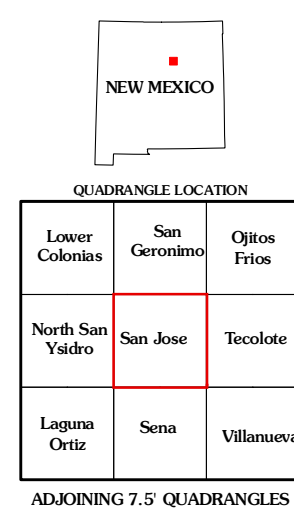 NEW MEXICO
QUADRANGLE LOCATION
Lower
Colonias
San
Geronimo
Ojitos
Frios
North San
Ysidro
San Jose
Tecolote
Laguna
Ortiz
Sena
Villanueva
ADJOINING 7.5' QUADRANGLES